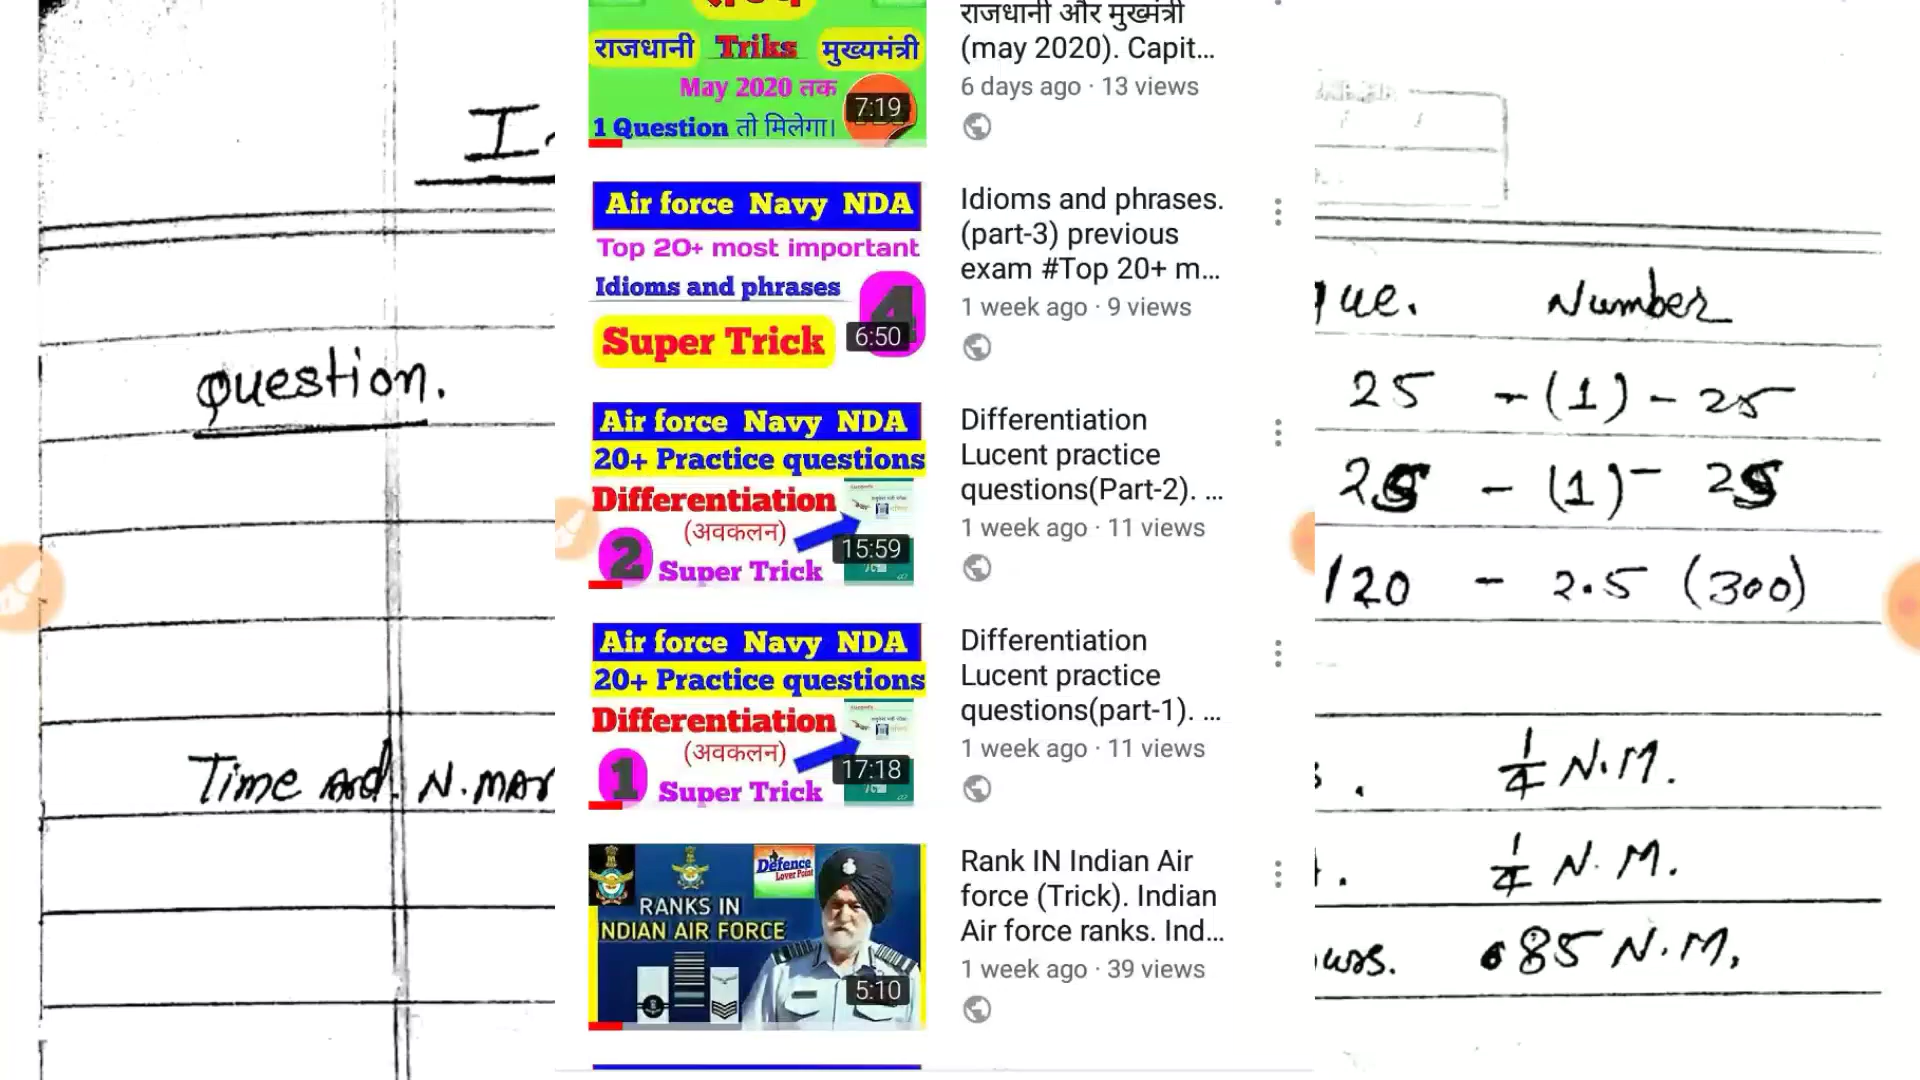 राजधानी Triks मुख्यमंत्री
May 2020 तक
7:19
1 Question तो मिलेगा।
राजधानी और मुख्मंत्री
(may 2020). Capit...
6 days ago · 13 views
Air force Navy NDA
Top 20+ most important
Idioms and phrases
4
6:50
Super Trick
Idioms and phrases.
(part-3) previous
exam #Top 20+ m...
1 week ago · 9 views
Air force Navy NDA
20+ Practice questions
Differentiation
(अवकलन)
15:59
2 Super Trick
Differentiation
Lucent practice
questions(Part-2). ...
1 week ago · 11 views
Air force Navy NDA
20+ Practice questions
Differentiation
(अवकलन)
17:18
1 Super Trick
Differentiation
Lucent practice
questions(part-1). ...
1 week ago · 11 views
Defence
Lover Point
RANKS IN
INDIAN AIR FORCE
5:10
Rank IN Indian Air
force (Trick). Indian
Air force ranks. Ind...
1 week ago · 39 views
question.
Time And N.MAR
que. Number
25 - (1) - 25
25 - (1) - 25
120 - 2.5 (300)
1/4 N.M.
1/4 N.M.
.85 N.M.